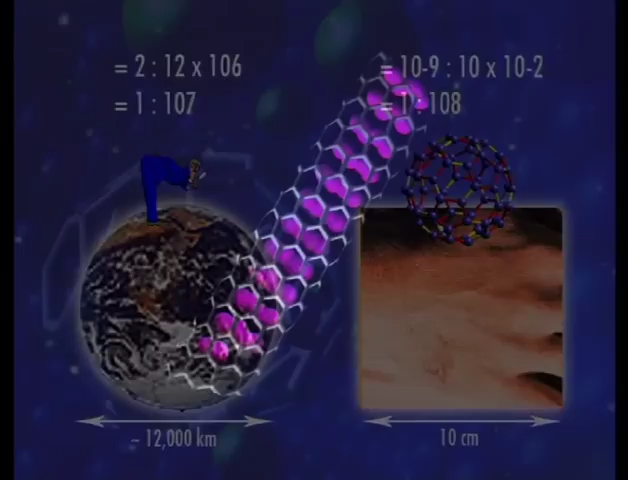 = 2 : 12 x 106
= 1 : 107
= 10-9 : 10 x 10-2
= 1 : 108
~ 12,000 km
10 cm